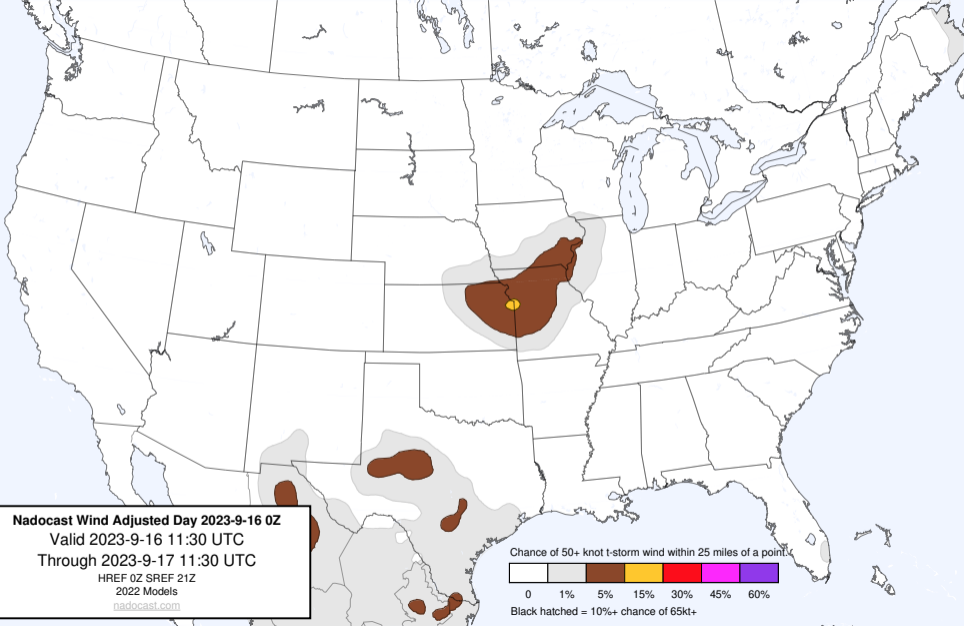 Nadocast Wind Adjusted Day 2023-9-16 0Z
Valid 2023-9-16 11:30 UTC
Through 2023-9-17 11:30 UTC
HREF 0Z SREF 21Z
2022 Models
nadocast.com
Chance of 50+ knot t-storm wind within 25 miles of a point.
0 1% 5% 15% 30% 45% 60%
Black hatched = 10%+ chance of 65kt+